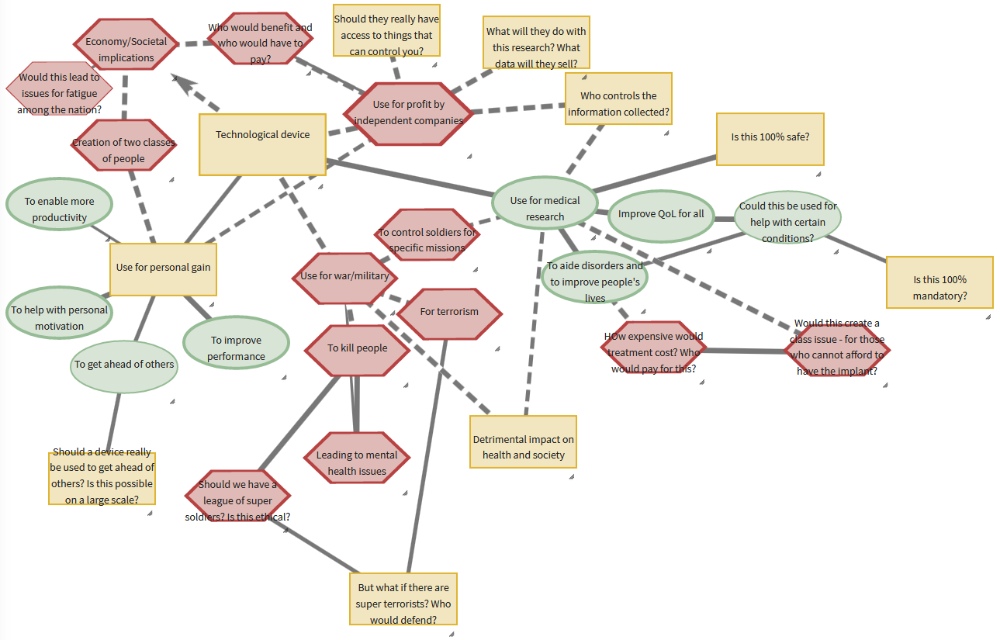 Economy/Societal
implications
Who would benefit and
who would have to
pay?
Should they really have
access to things that
can control you?
What will they do with
this research? What
data will they sell?
Would this lead to
issues for fatigue
among the nation?
Use for profit by
independent companies
Who controls the
information collected?
Technological device
Is this 100% safe?
Creation of two classes
of people
To enable more
productivity
Use for medical
research
Improve QoL for all
Could this be used for
help with certain
conditions?
To control soldiers for
specific missions
Use for personal gain
Use for war/military
To aide disorders and
to improve people's
lives
Is this 100%
mandatory?
To help with personal
motivation
For terrorism
To improve
performance
To kill people
HOw expensive would
treatment cost? Who
would pay for this?
Would this create a
class issue - for those
who cannot afford to
have the implant?
To get ahead of others
Detrimental impact on
health and society
Should a device really
be used to get ahead of
others? Is this possible
on a large scale?
Leading to mental
health issues
Should we have a
league of super
soldiers? Is this ethical?
But what if there are
super terrorists? Who
would defend?